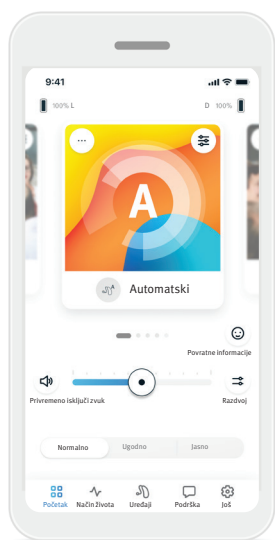 9:41
100% L
D 100%
A
A
Automatski
Povratne informacije
Privremeno isključi zvuk
Razdvoj
Normalno
Ugodno
Jasno
Početak
Način života
Uređaji
Podrška
Još